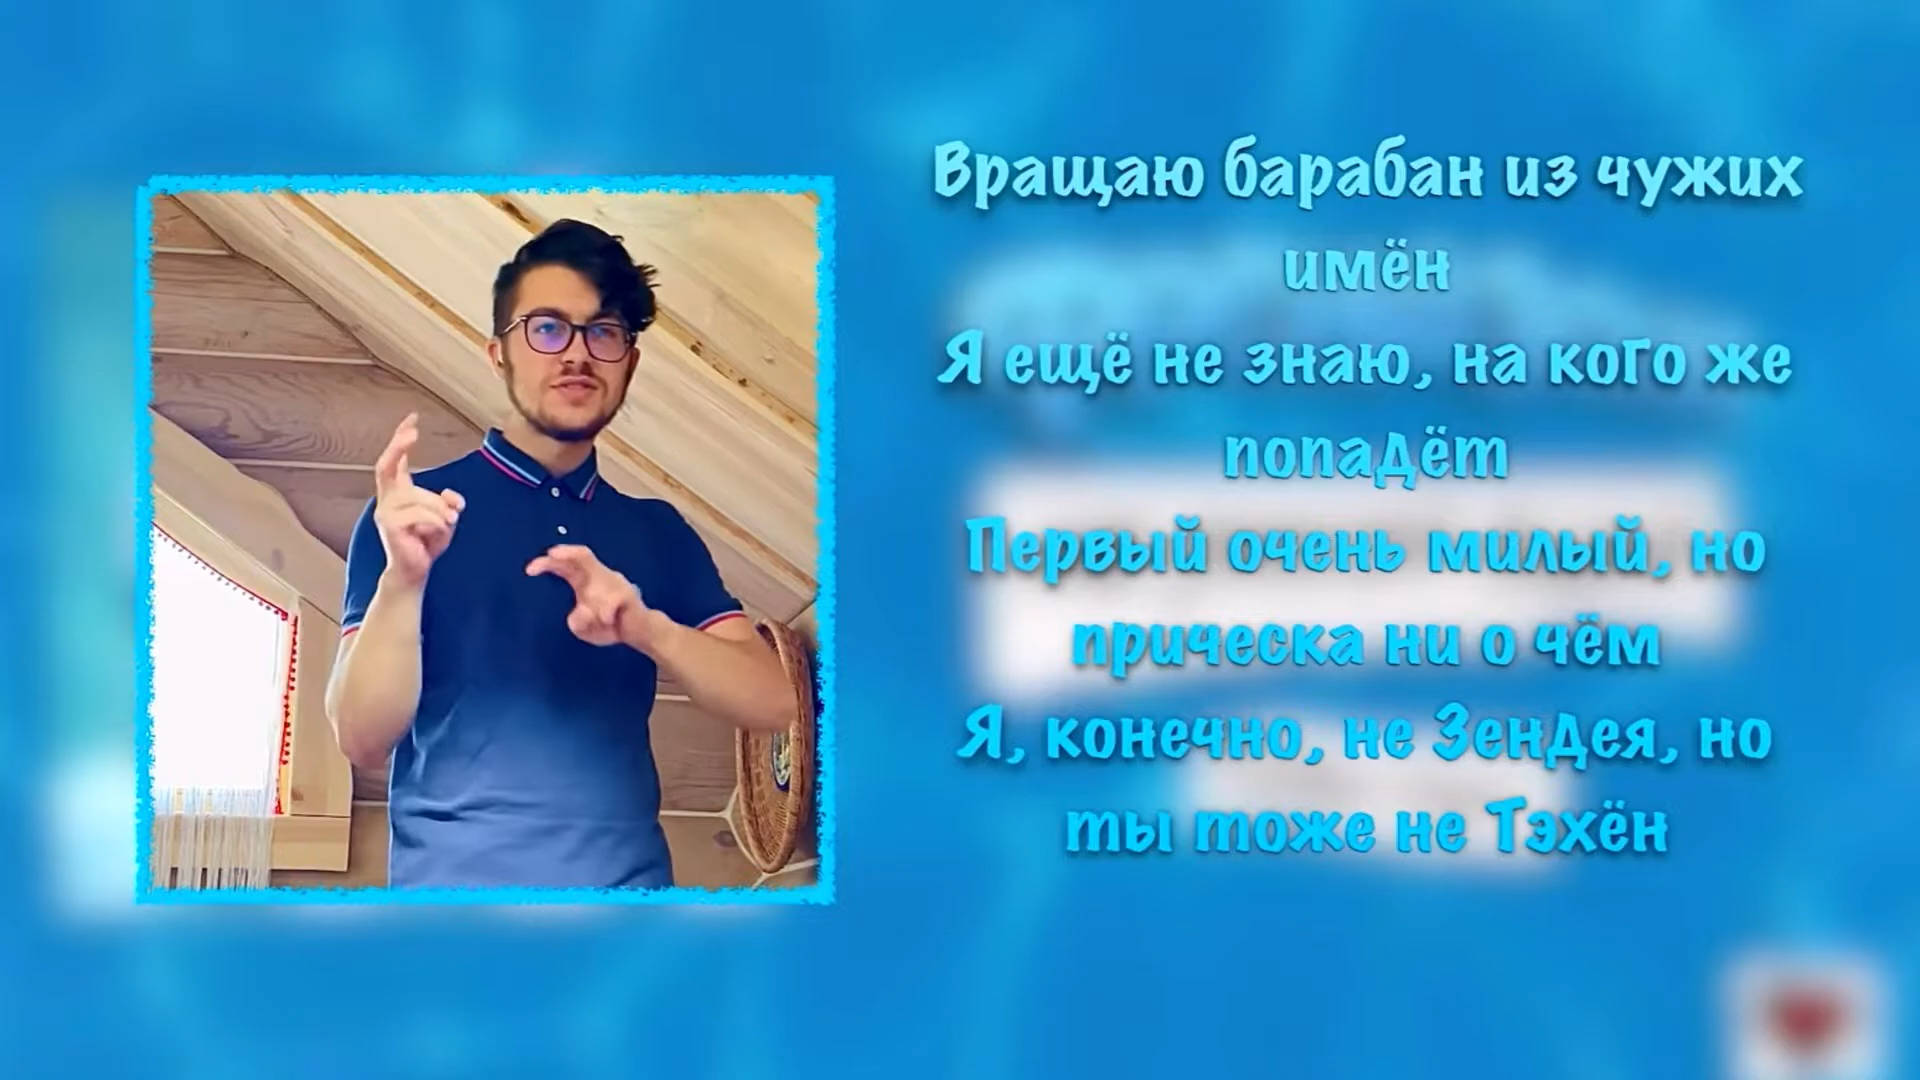 Вращаю барабан из чужих
имён
Я ещё не знаю, на кого же
попадёт
Первый очень милый, но
прическа ни о чём
Я, конечно, не Зендея, но
ты тоже не Тэхён